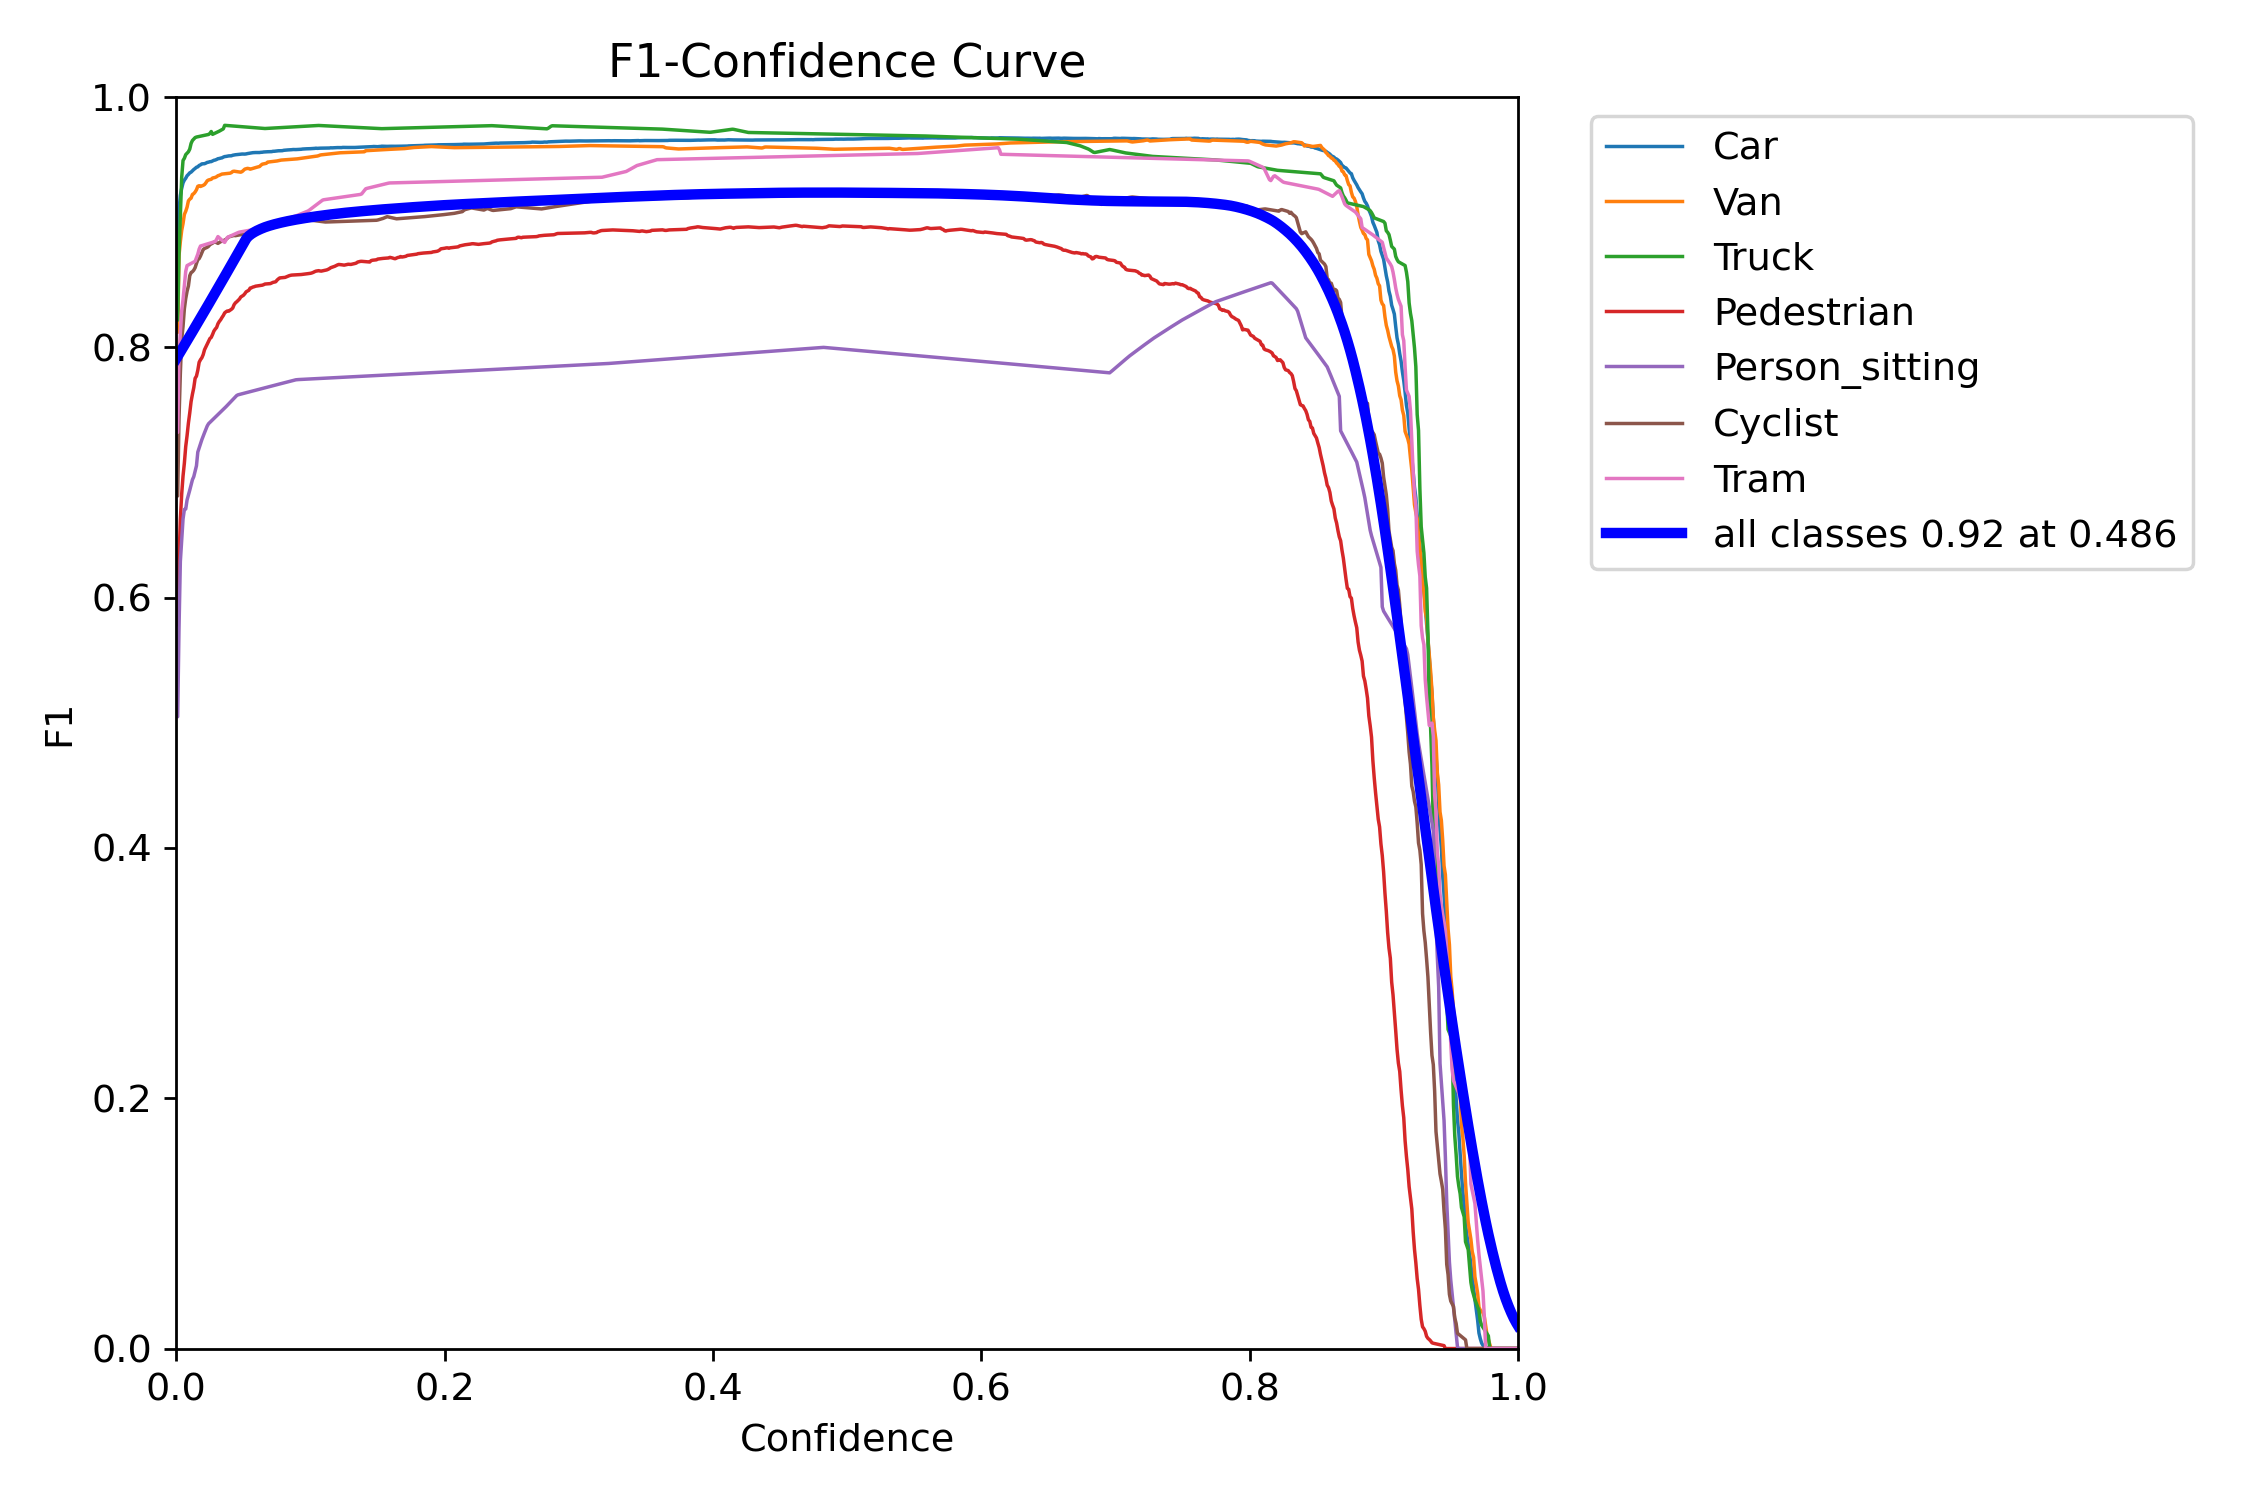 F1-Confidence Curve
1.0
0.8
0.6
0.4
0.2
0.0
F1
0.0 0.2 0.4 0.6 0.8 1.0
Confidence
Car
Van
Truck
Pedestrian
Person_sitting
Cyclist
Tram
all classes 0.92 at 0.486